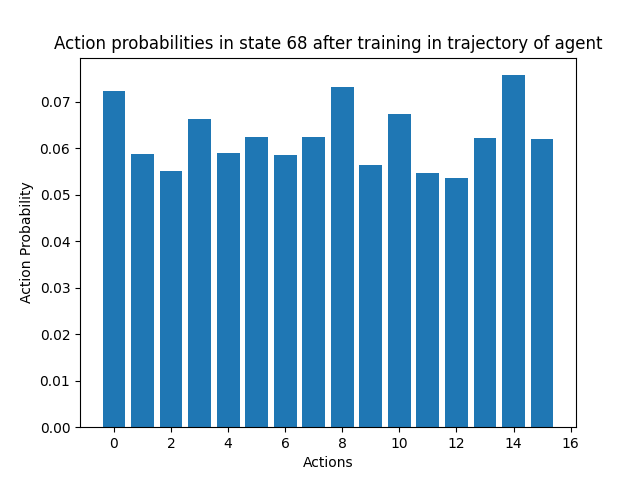 Action probabilities in state 68 after training in trajectory of agent
0.07
0.06
0.05
0.04
0.03
0.02
0.01
0.00
Action Probability
0 2 4 6 8 10 12 14 16
Actions